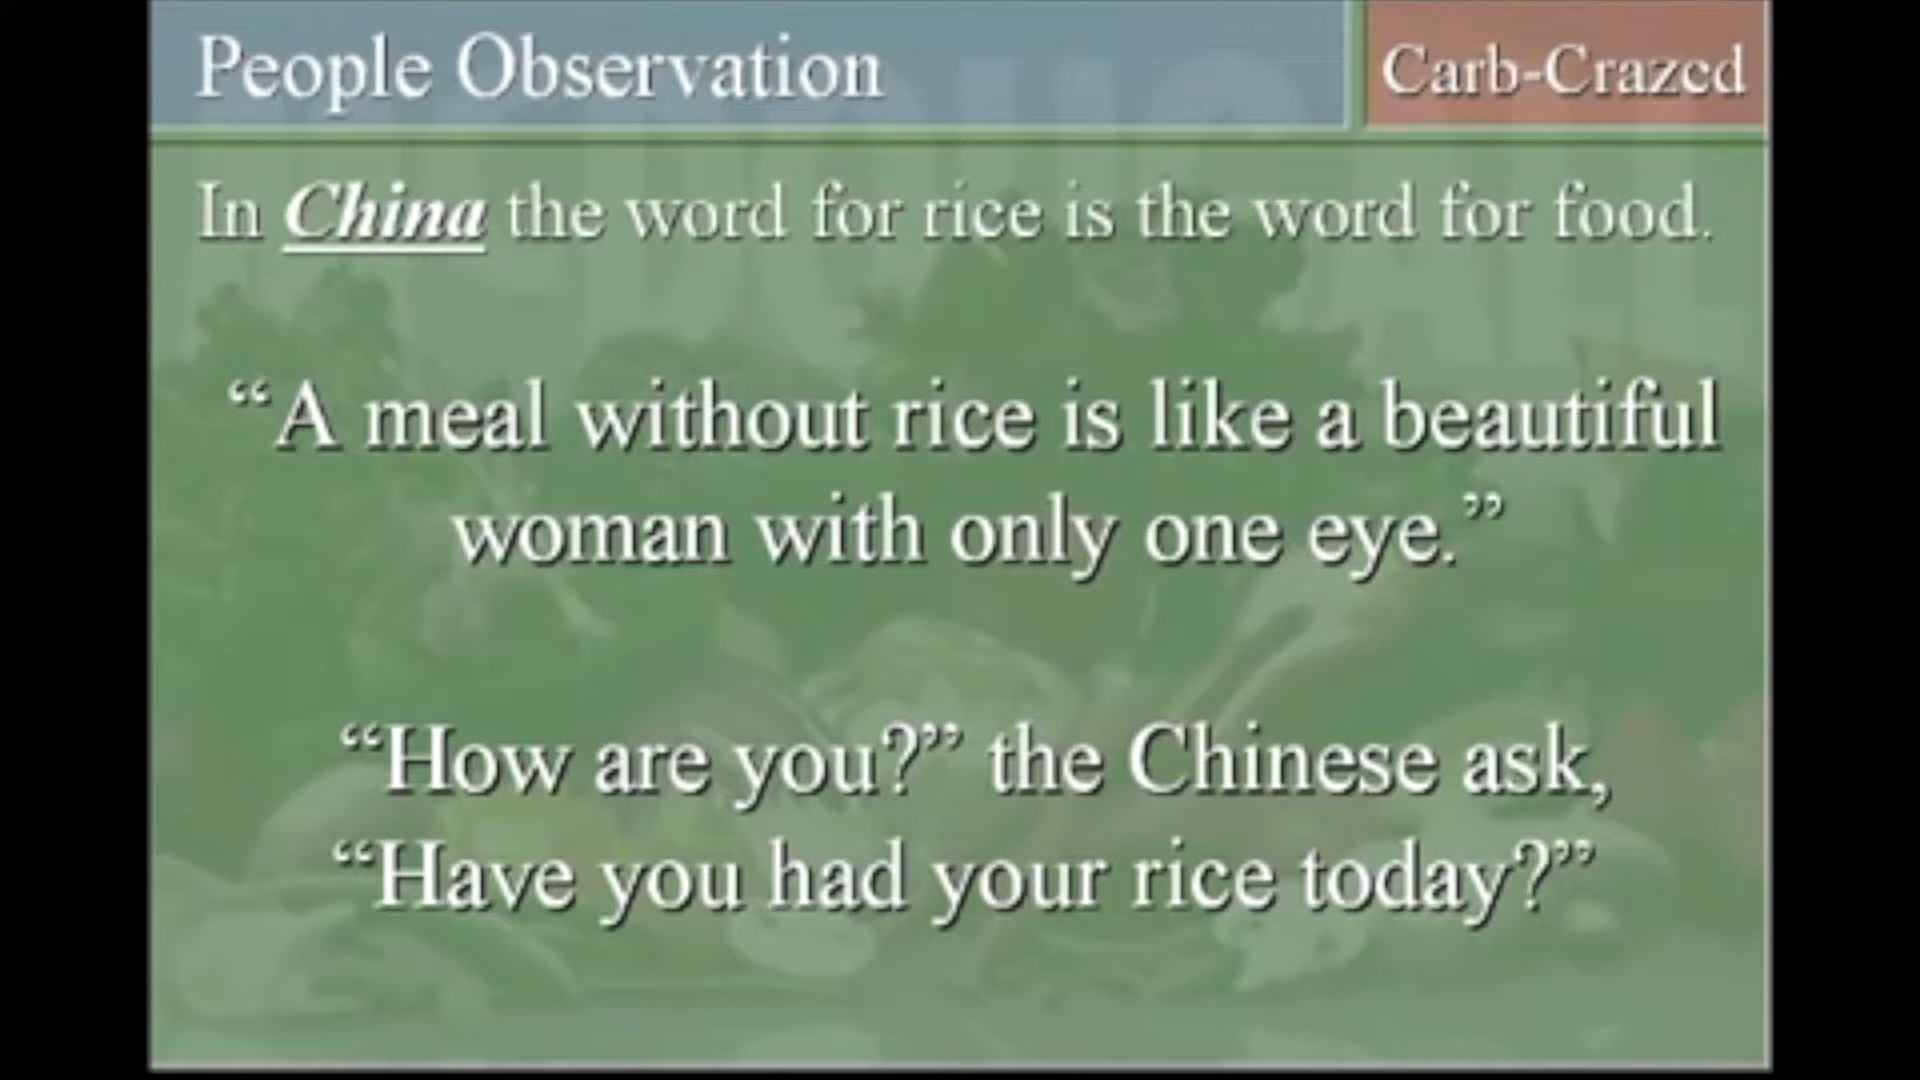 People Observation
Carb-Crazed
In China the word for rice is the word for food.
“A meal without rice is like a beautiful
woman with only one eye.”
“How are you?” the Chinese ask,
“Have you had your rice today?”